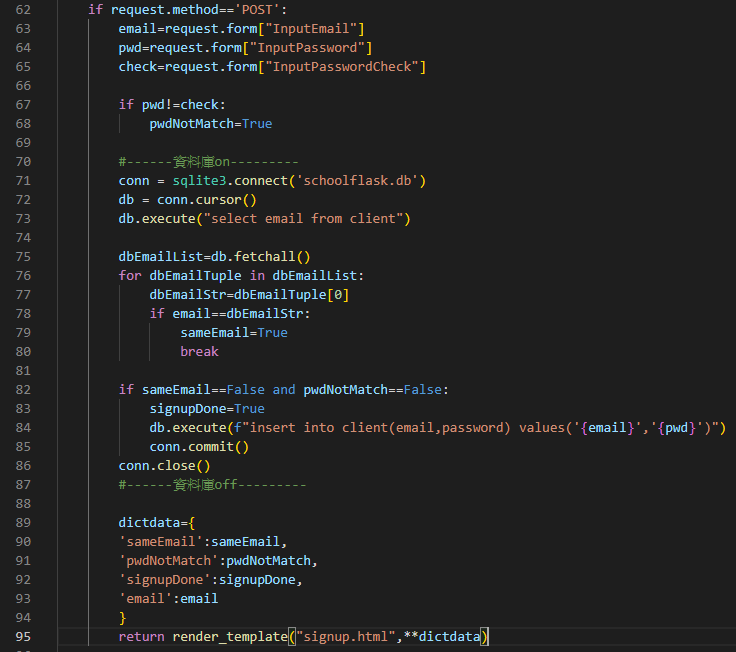 62 if request.method=='POST':
63 email=request.form["InputEmail"]
64 pwd=request.form["InputPassword"]
65 check=request.form["InputPasswordCheck"]
66
67 if pwd!=check:
68 pwdNotMatch=True
69
70 #------資料庫on---------
71 conn = sqlite3.connect('schoolflask.db')
72 db = conn.cursor()
73 db.execute("select email from client")
74
75 dbEmailList=db.fetchall()
76 for dbEmailTuple in dbEmailList:
77 dbEmailStr=dbEmailTuple[0]
78 if email==dbEmailStr:
79 sameEmail=True
80 break
81
82 if sameEmail==False and pwdNotMatch==False:
83 signupDone=True
84 db.execute(f"insert into client(email,password) values('{email}','{pwd}')")
85 conn.commit()
86 conn.close()
87 #------資料庫off---------
88
89 dictdata={
90 'sameEmail':sameEmail,
91 'pwdNotMatch':pwdNotMatch,
92 'signupDone':signupDone,
93 'email':email
94 }
95 return render_template("signup.html",**dictdata)